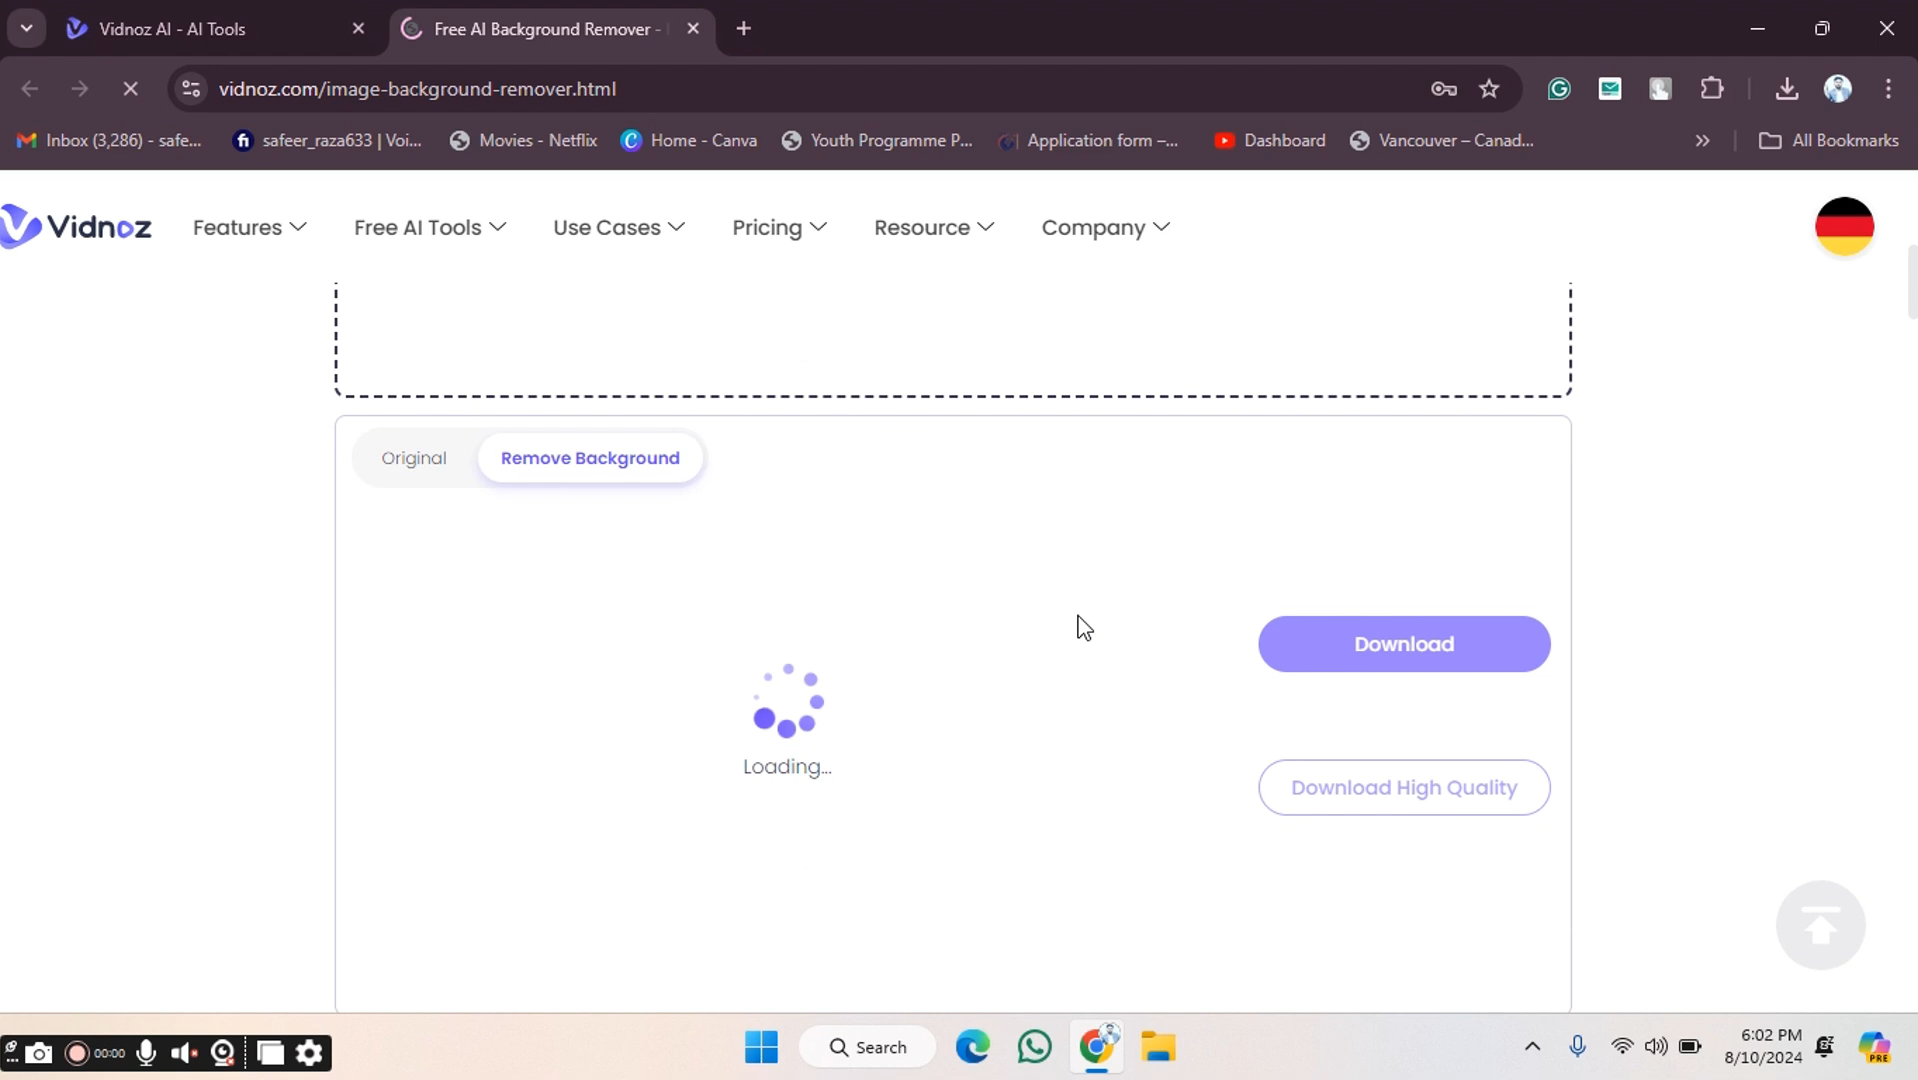 Vidnoz AI - AI Tools
Free AI Background Remover -
vidnoz.com/image-background-remover.html
Inbox (3,286) - safe...
safeer_raza633 | Voi...
Movies - Netflix
Home - Canva
Youth Programme P...
Application form –...
Dashboard
Vancouver – Canad...
All Bookmarks
Vidnoz
Features
Free AI Tools
Use Cases
Pricing
Resource
Company
Original
Remove Background
Download
Loading...
Download High Quality
00:00
Search
6:02 PM
8/10/2024
PRE